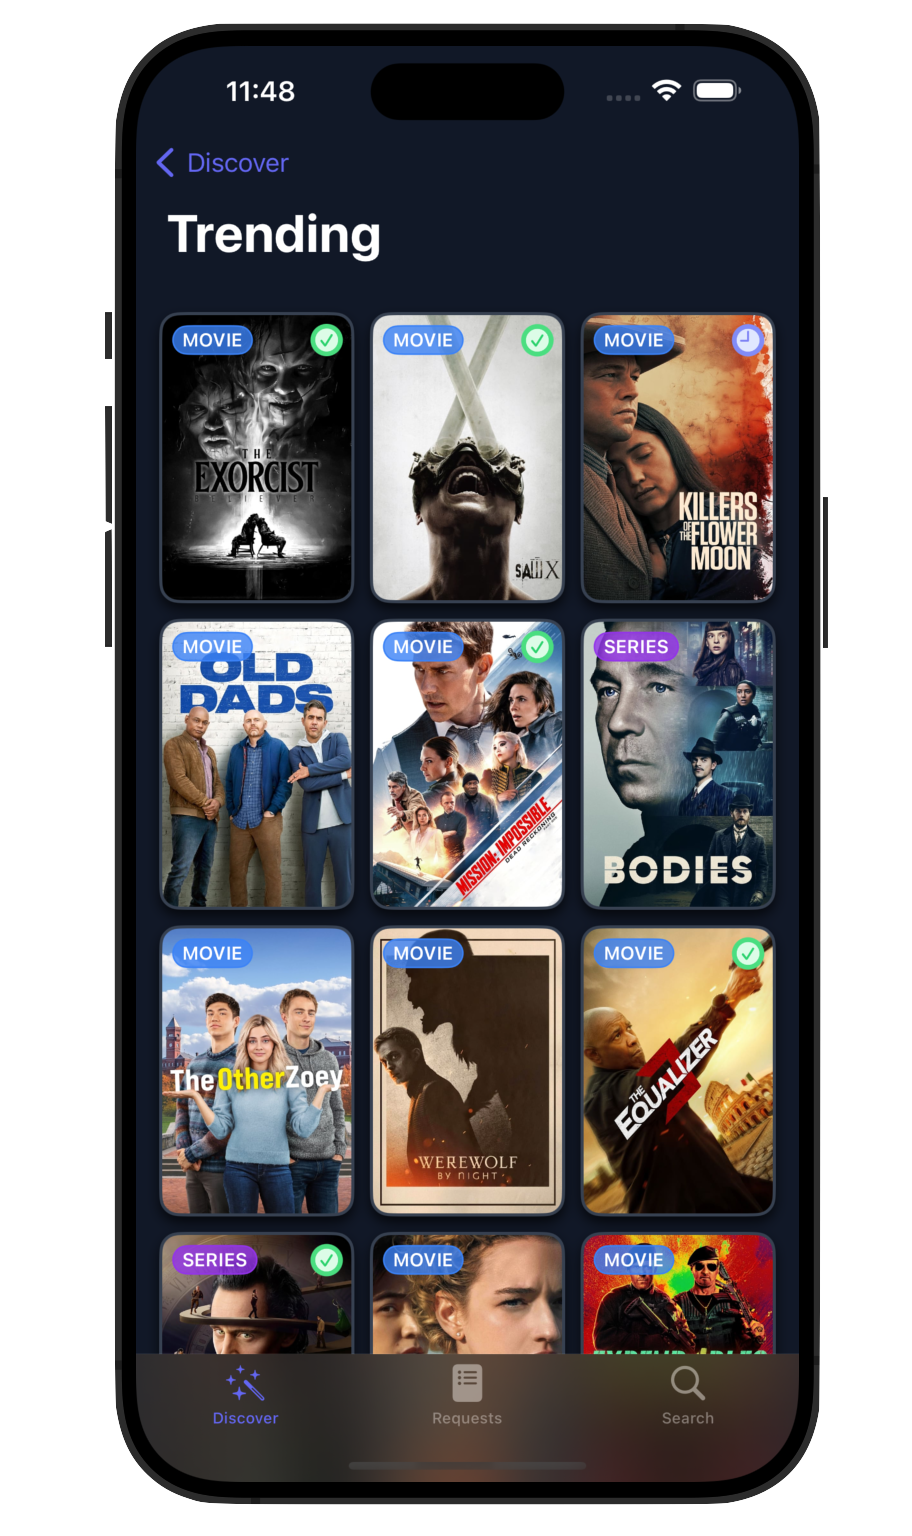 11:48
Discover
Trending
MOVIE
MOVIE
MOVIE
THE
EXORCIST
BELIEVER
SAW X
KILLERS
OF THE FLOWER
MOON
MOVIE
MOVIE
SERIES
OLD
DADS
MISSION: IMPOSSIBLE
DEAD RECKONING
BODIES
MOVIE
MOVIE
MOVIE
The Other Zoey
WEREWOLF
BY NIGHT
THE
EQUALIZER
3
SERIES
MOVIE
MOVIE
Discover
Requests
Search